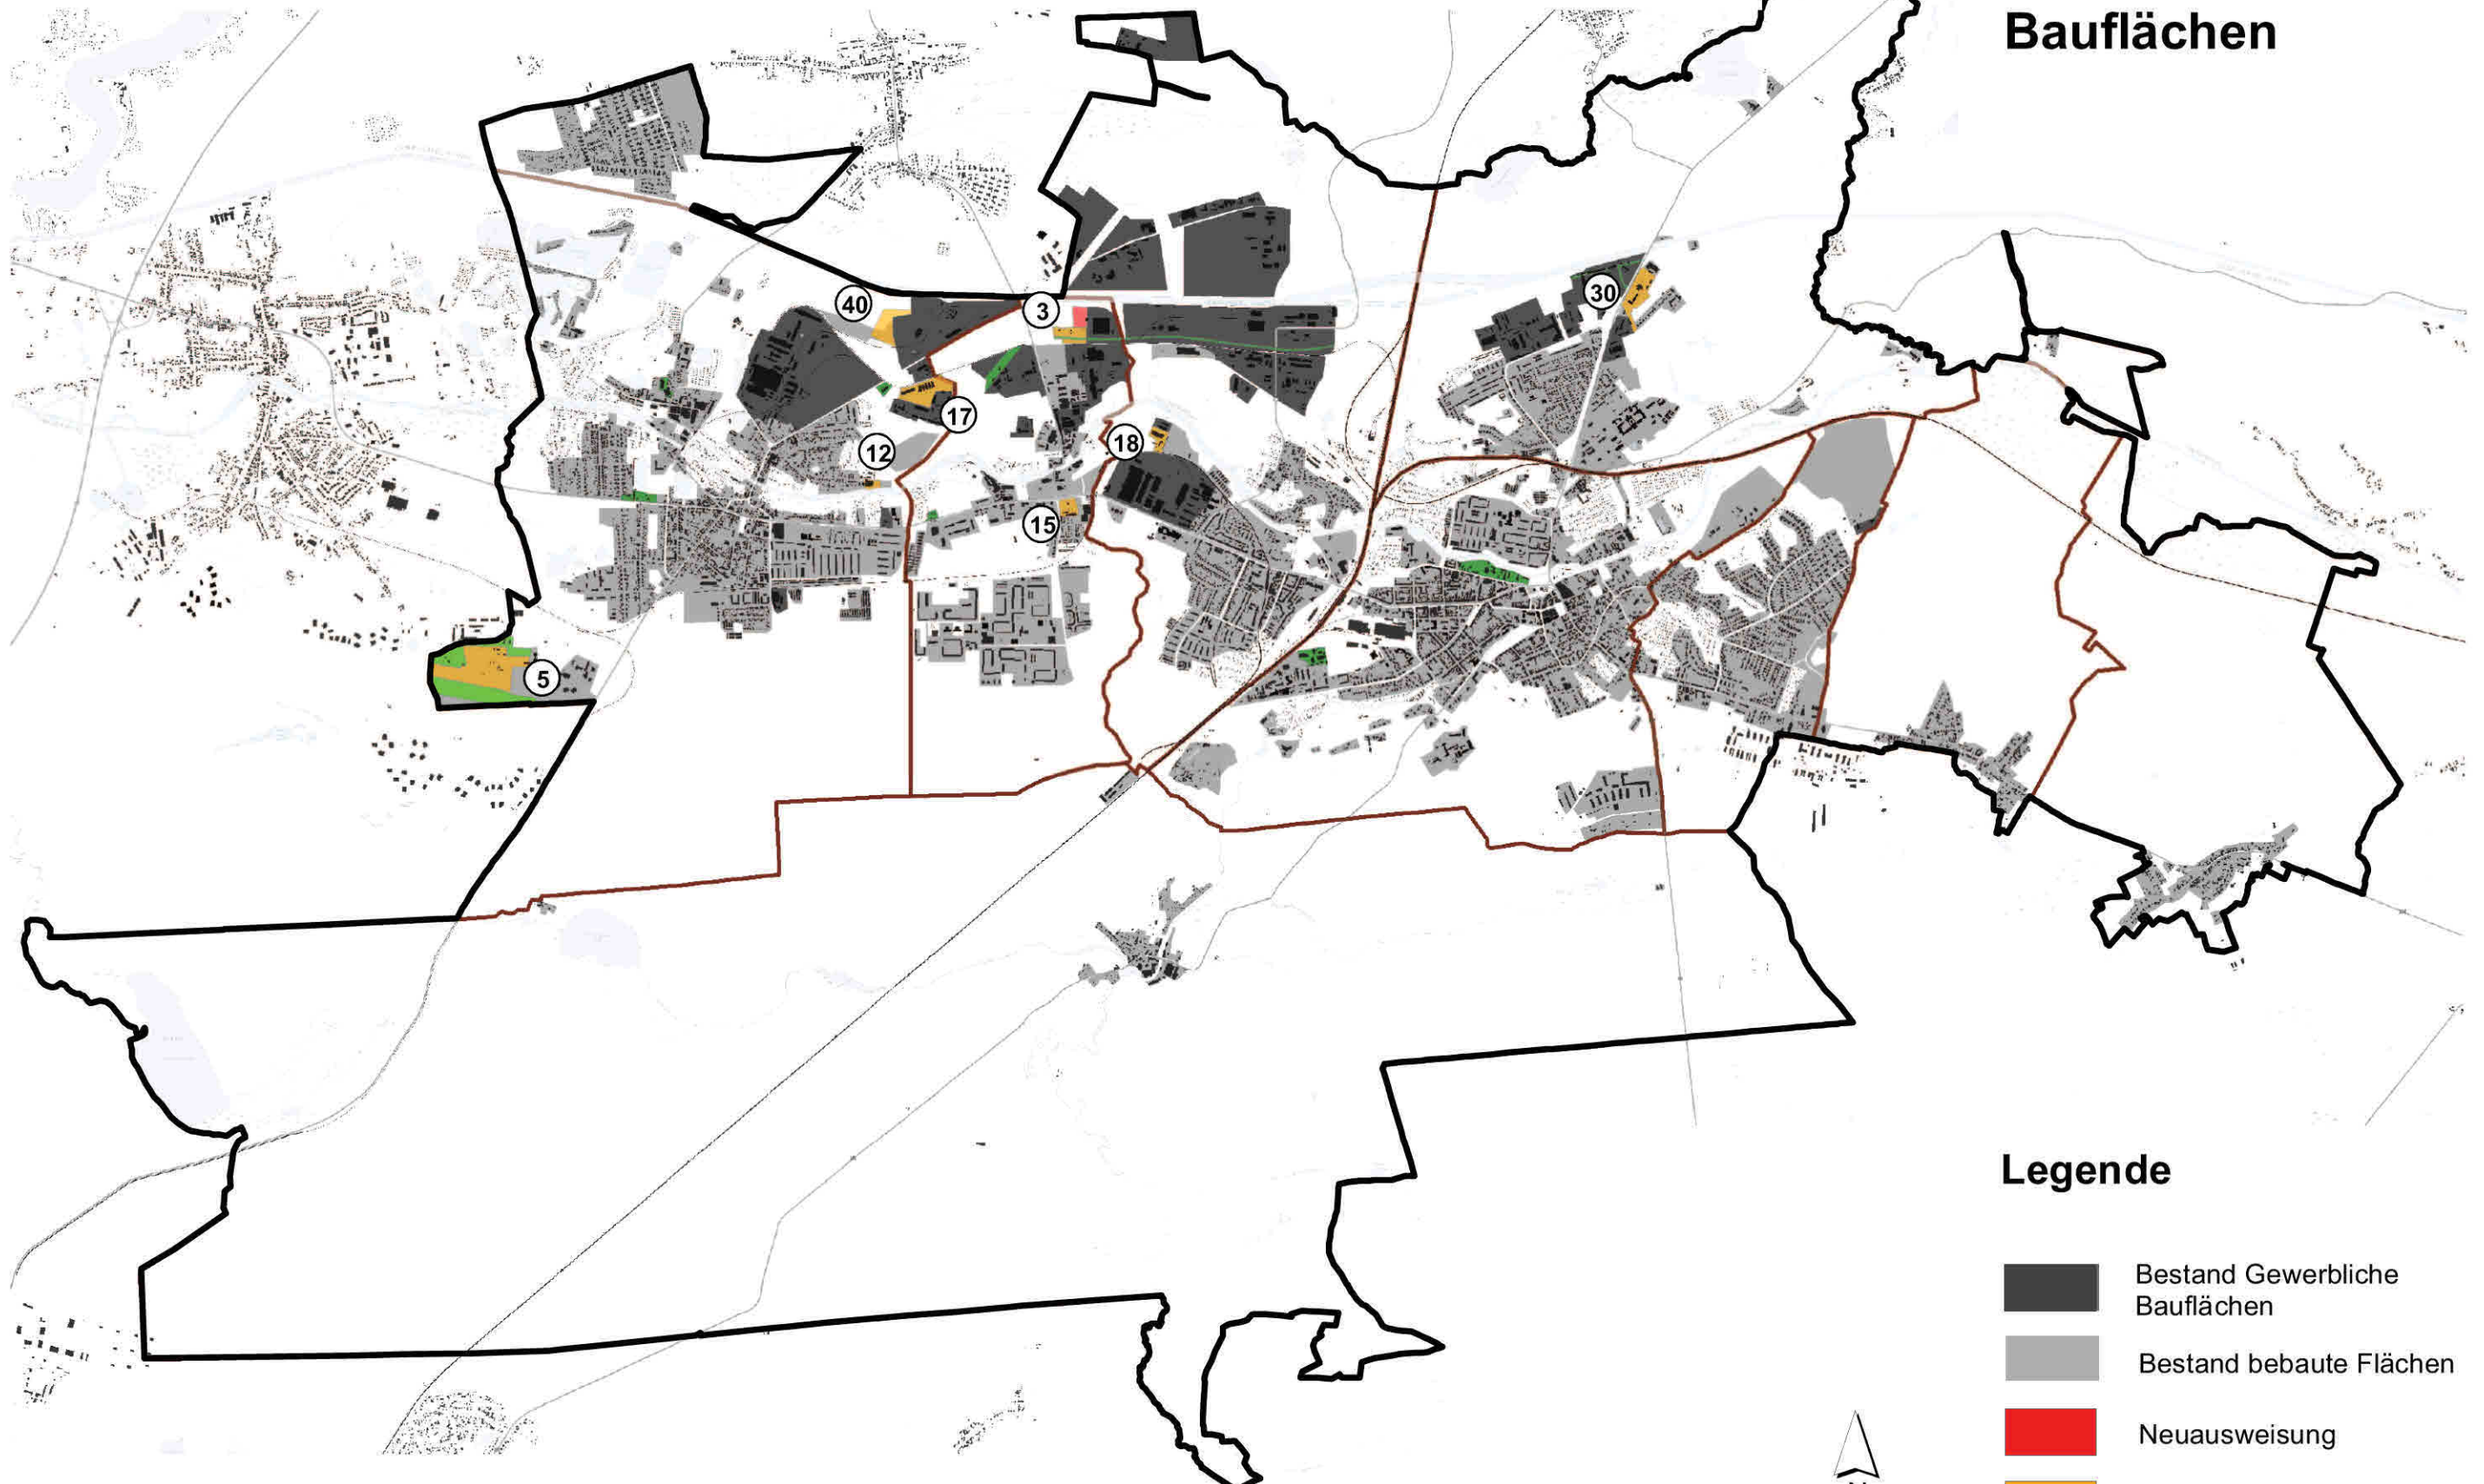 Bauflächen
40
3
30
17
12
18
15
5
Legende
Bestand Gewerbliche
Bauflächen
Bestand bebaute Flächen
Neuausweisung